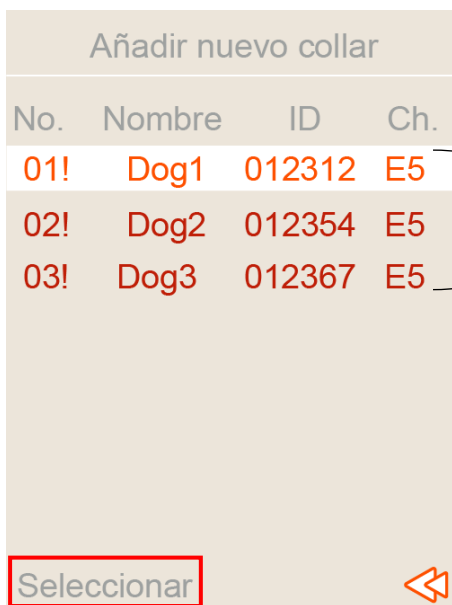 Añadir nuevo collar
No. Nombre ID Ch.
01! Dog1 012312 E5
02! Dog2 012354 E5
03! Dog3 012367 E5
Seleccionar